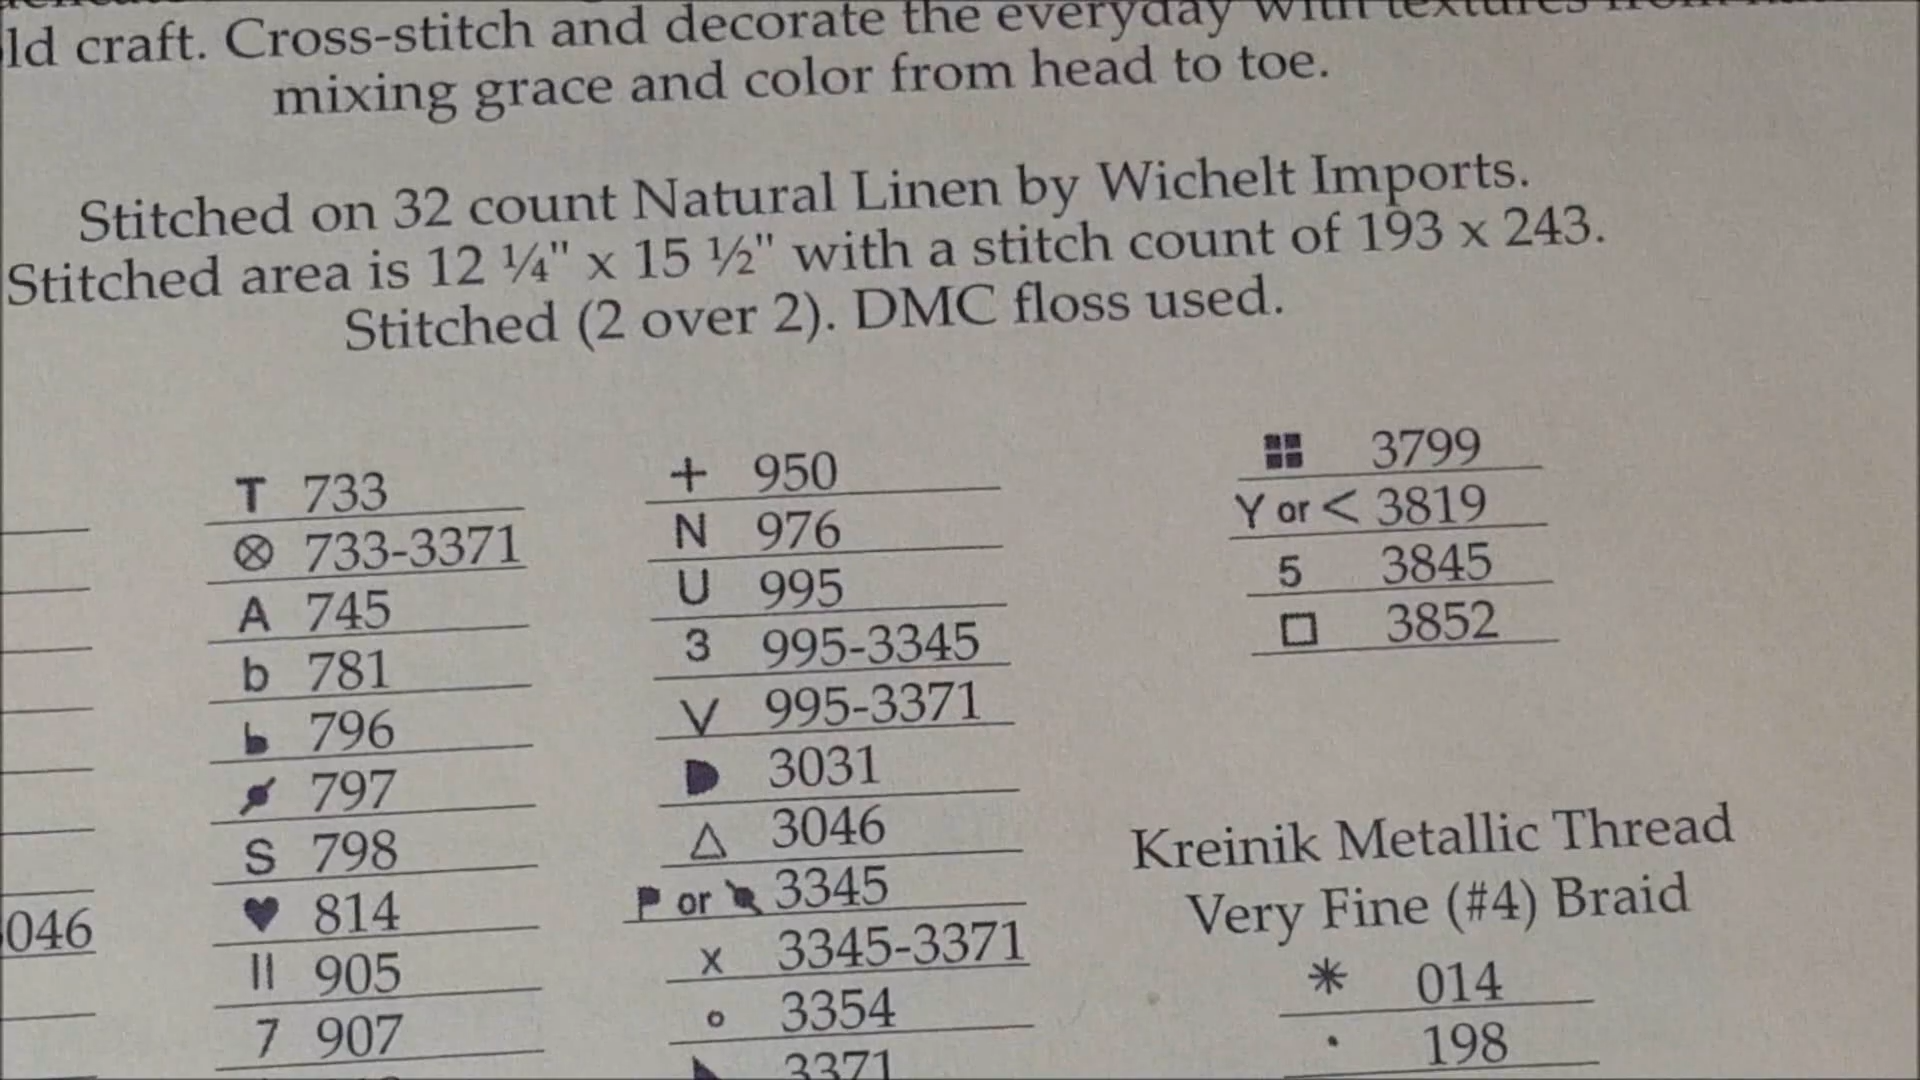 ld craft. Cross-stitch and decorate the everyday with textures
mixing grace and color from head to toe.
Stitched on 32 count Natural Linen by Wichelt Imports.
Stitched area is 12 ¼" x 15 ½" with a stitch count of 193 x 243.
Stitched (2 over 2). DMC floss used.
046
T 733
⊗ 733-3371
A 745
b 781
796
797
S 798
♥ 814
II 905
7 907
+ 950
N 976
U 995
3 995-3345
V 995-3371
3031
△ 3046
P or 3345
x 3345-3371
o 3354
3371
3799
Y or < 3819
5 3845
□ 3852
Kreinik Metallic Thread
Very Fine (#4) Braid
* 014
· 198